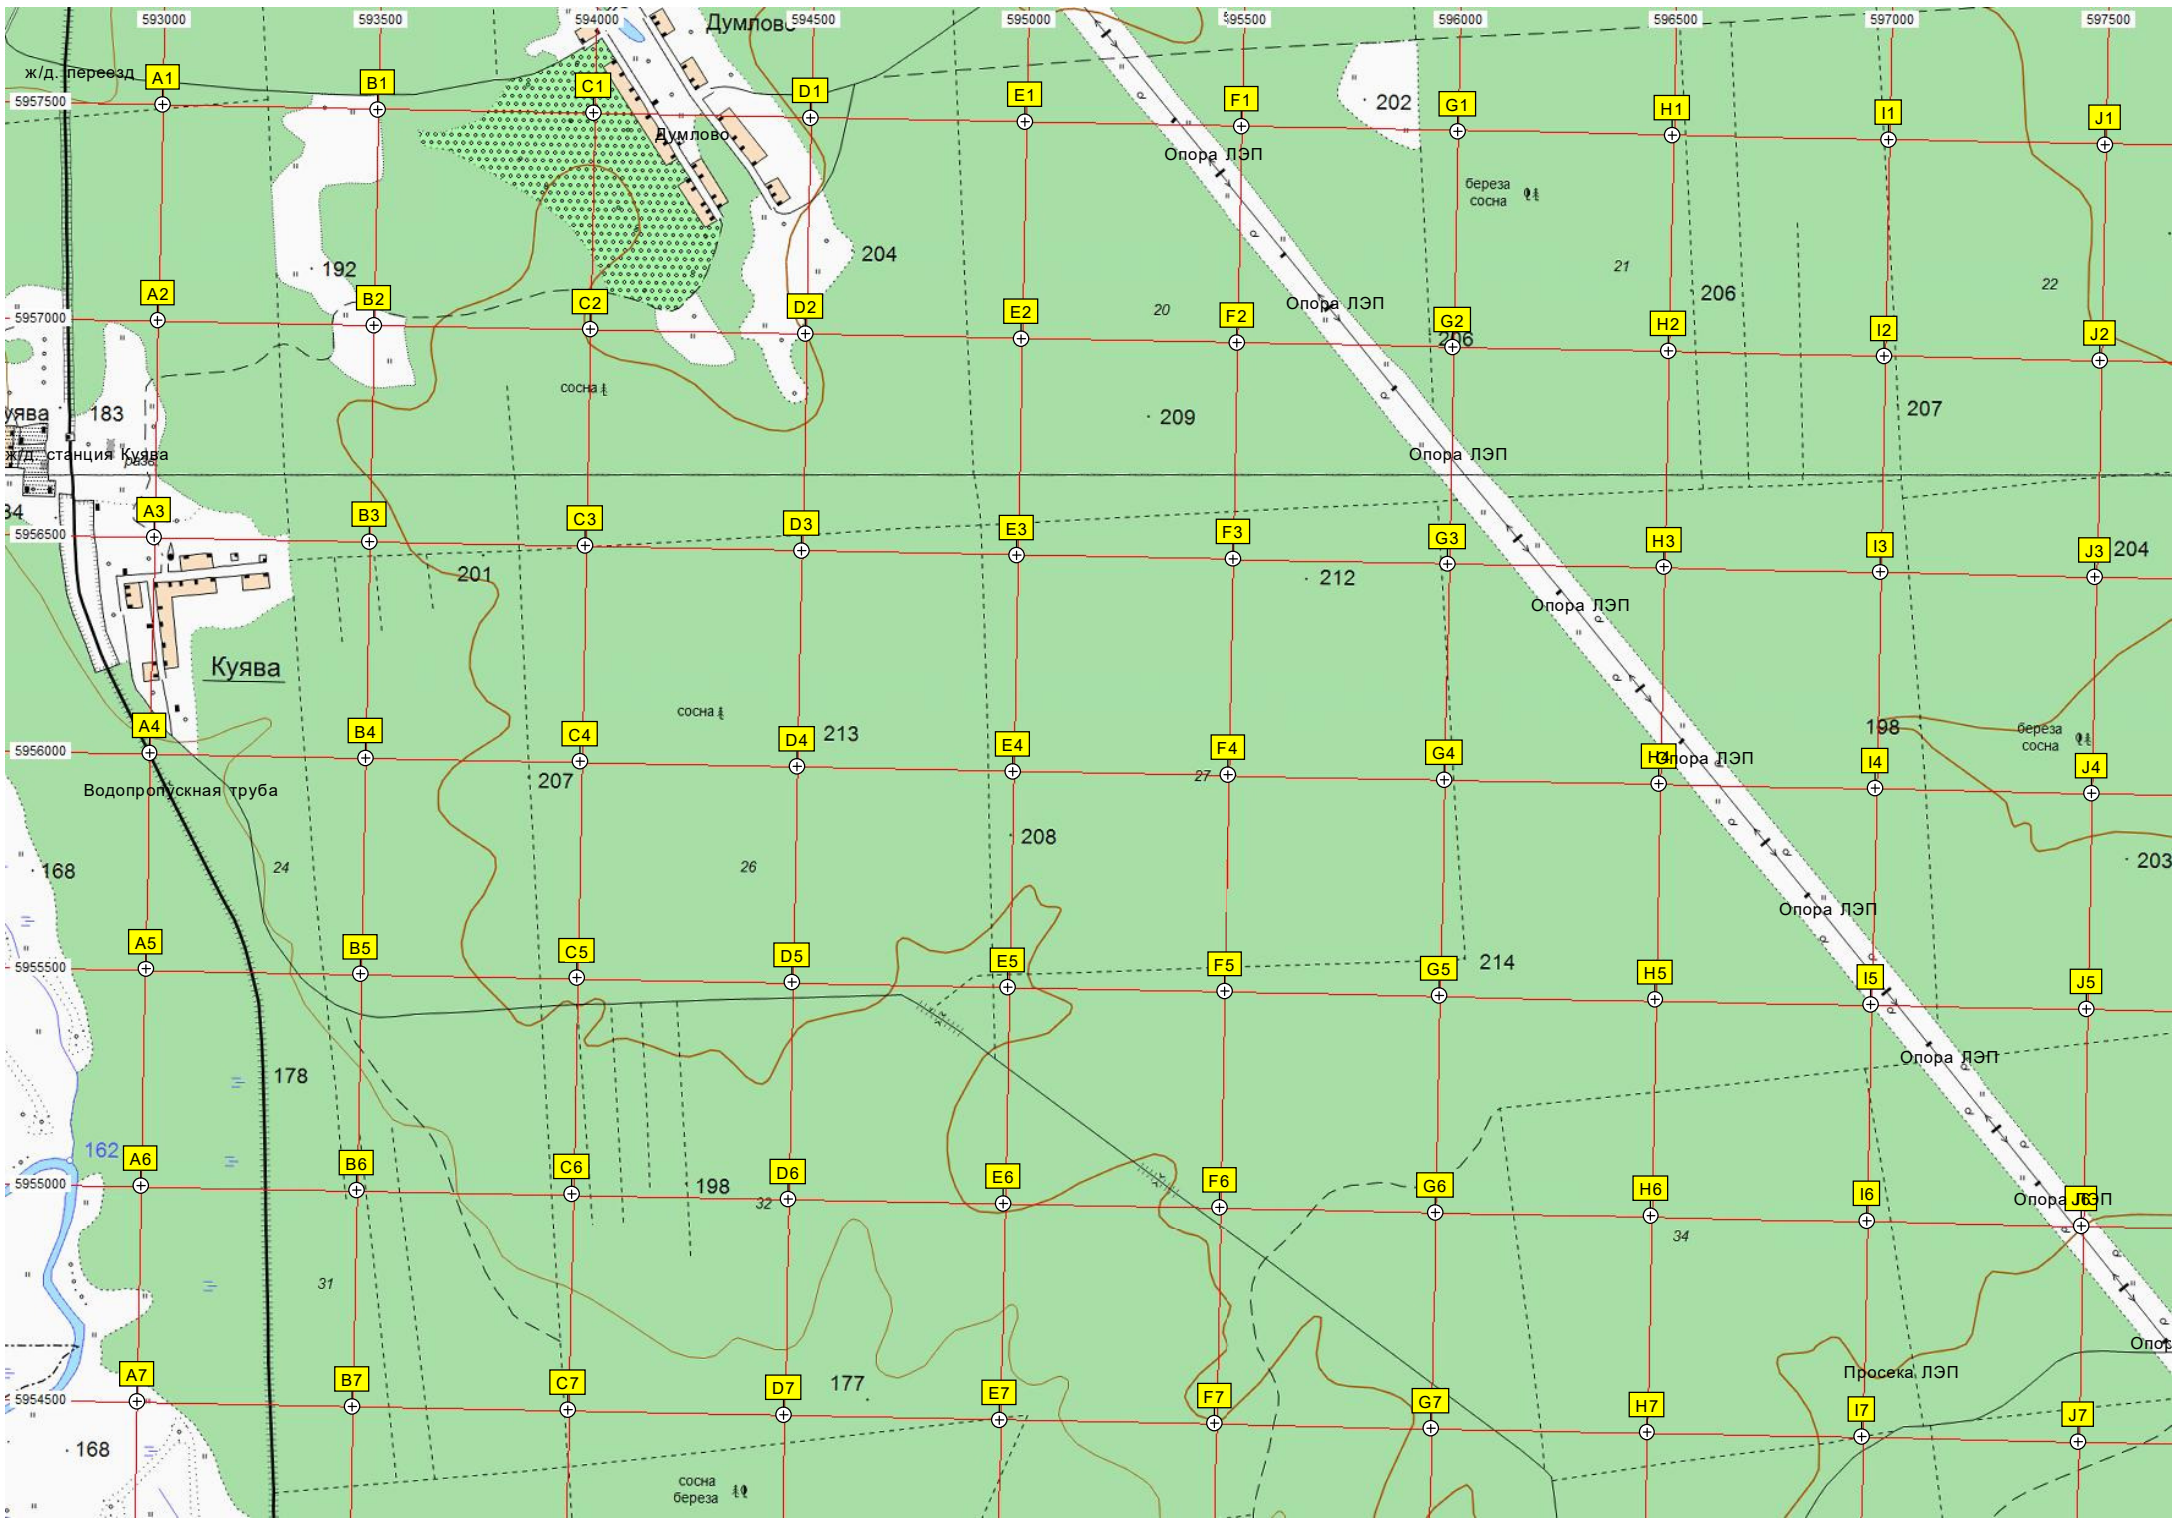 593000 593500 594000 594500 595000 595500 596000 596500 597000 597500
Думлово
ж/д. переезд
A1 B1 C1 D1 E1 F1 G1 H1 I1 J1
5957500
202
Думлово
Опора ЛЭП
береза
сосна
192
204
21
206
22
20
Опора ЛЭП
A2 B2 C2 D2 E2 F2 G2 H2 I2 J2
5957000
206
сосна
183
209
207
ж/д. станция Куява
Опора ЛЭП
A3 B3 C3 D3 E3 F3 G3 H3 I3 J3
5956500
204
201
212
Опора ЛЭП
Куява
сосна
213
198
береза
сосна
A4 B4 C4 D4 E4 F4 G4 H4 I4 J4
5956000
Опора ЛЭП
27
207
Водопропускная труба
208
203
168
24
26
Опора ЛЭП
A5 B5 C5 D5 E5 F5 G5 H5 I5 J5
5955500
214
Опора ЛЭП
178
162
A6 B6 C6 D6 E6 F6 G6 H6 I6 J6
5955000
198
32
Опора ЛЭП
34
31
Опор
Просека ЛЭП
177
A7 B7 C7 D7 E7 F7 G7 H7 I7 J7
5954500
168
сосна
береза